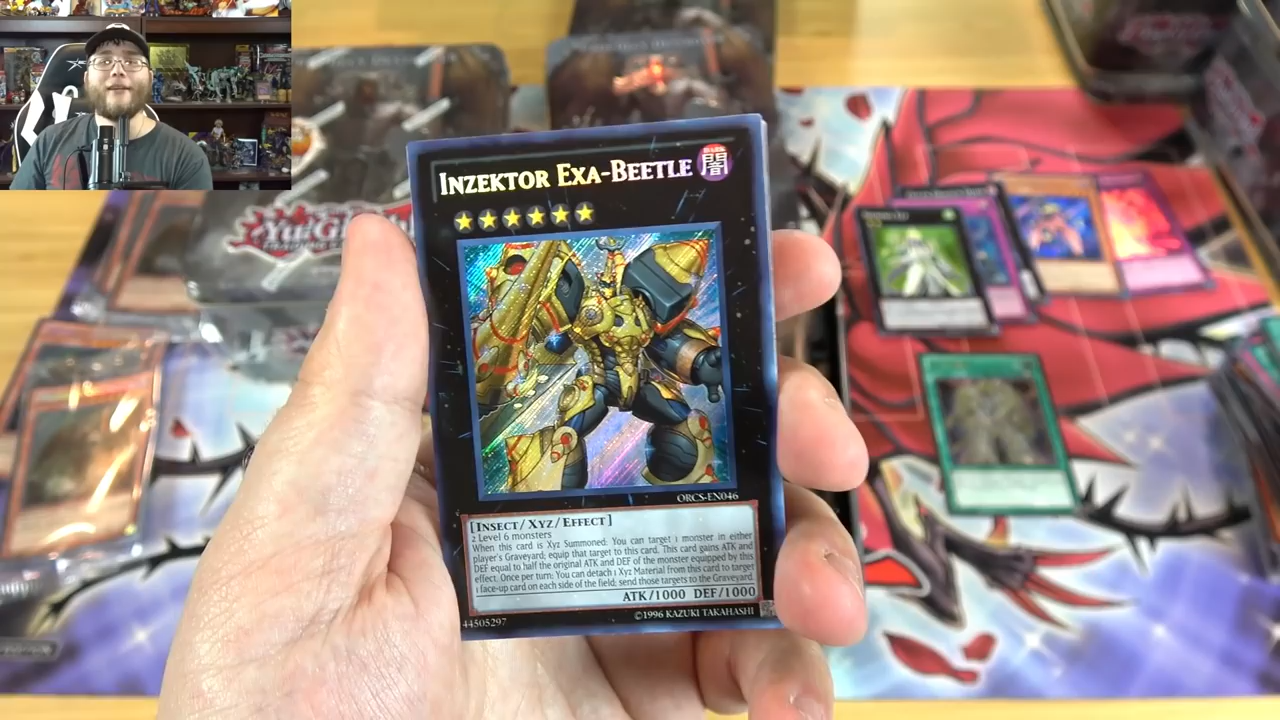 INZEKTOR EXA-BEETLE
DARK
闇
ORCS-EN046
[INSECT/XYZ/EFFECT]
2 Level 6 monsters
When this card is Xyz Summoned: You can target 1 monster in either
player's Graveyard; equip that target to this card. This card gains ATK and
DEF equal to half the original ATK and DEF of the monster equipped by this
effect. Once per turn: You can detach 1 Xyz Material from this card to target
1 face-up card on each side of the field; send those targets to the Graveyard.
ATK/1000 DEF/1000
44505297
©1996 KAZUKI TAKAHASHI